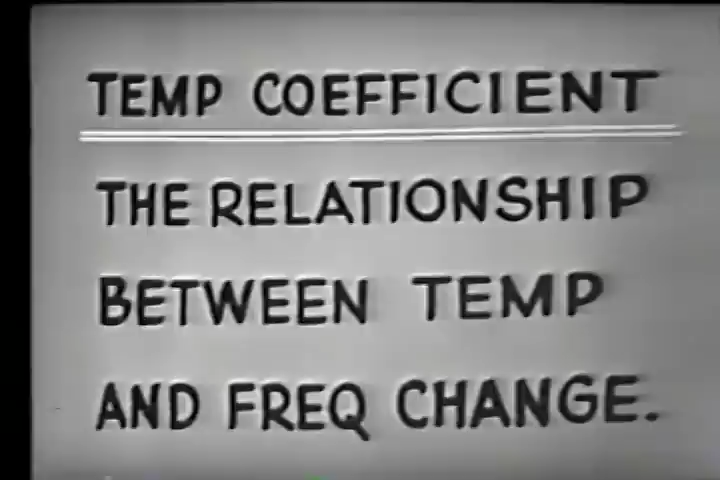 TEMP COEFFICIENT
THE RELATIONSHIP
BETWEEN TEMP
AND FREQ CHANGE.